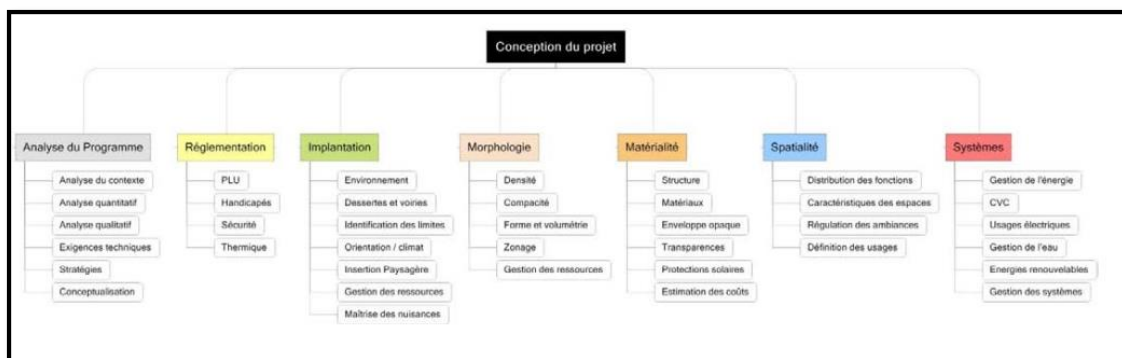 Conception du projet
Analyse du Programme
Analyse du contexte
Analyse quantitatif
Analyse qualitatif
Exigences techniques
Stratégies
Conceptualisation
Réglementation
PLU
Handicapés
Sécurité
Thermique
Implantation
Environnement
Dessertes et voiries
Identification des limites
Orientation / climat
Insertion Paysagère
Gestion des ressources
Maîtrise des nuisances
Morphologie
Densité
Compacité
Forme et volumétrie
Zonage
Gestion des ressources
Matérialité
Structure
Matériaux
Enveloppe opaque
Transparences
Protections solaires
Estimation des coûts
Spatialité
Distribution des fonctions
Caractéristiques des espaces
Régulation des ambiances
Définition des usages
Systèmes
Gestion de l'énergie
CVC
Usages électriques
Gestion de l'eau
Energies renouvelables
Gestion des systèmes